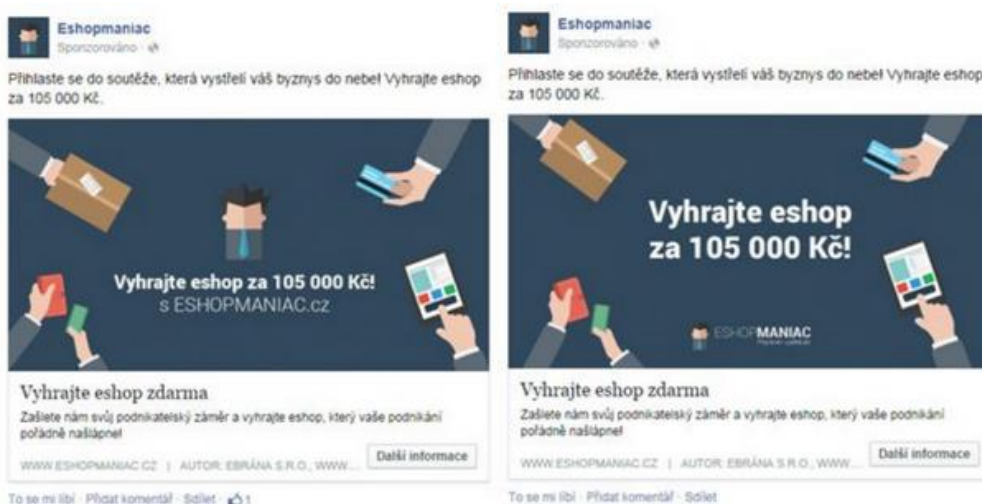 Eshopmaniac
Sponzorováno
Přihlaste se do soutěže, která vystřelí váš byznys do nebe! Vyhrajte eshop
za 105 000 Kč.
Vyhrajte eshop za 105 000 Kč!
s ESHOPMANIAC.cz
Vyhrajte eshop zdarma
Zašlete nám svůj podnikatelský záměr a vyhrajte eshop, který vaše podnikání
pořádně našlápne!
WWW.ESHOPMANIAC.CZ | AUTOR: EBRÁNA S.R.O., WWW....
Další informace
To se mi líbí · Přidat komentář · Sdílet · 1
Eshopmaniac
Sponzorováno
Přihlaste se do soutěže, která vystřelí váš byznys do nebe! Vyhrajte eshop
za 105 000 Kč.
Vyhrajte eshop
za 105 000 Kč!
ESHOPMANIAC
Vyhrajte eshop zdarma
Zašlete nám svůj podnikatelský záměr a vyhrajte eshop, který vaše podnikání
pořádně našlápne!
WWW.ESHOPMANIAC.CZ | AUTOR: EBRÁNA S.R.O., WWW....
Další informace
To se mi líbí · Přidat komentář · Sdílet